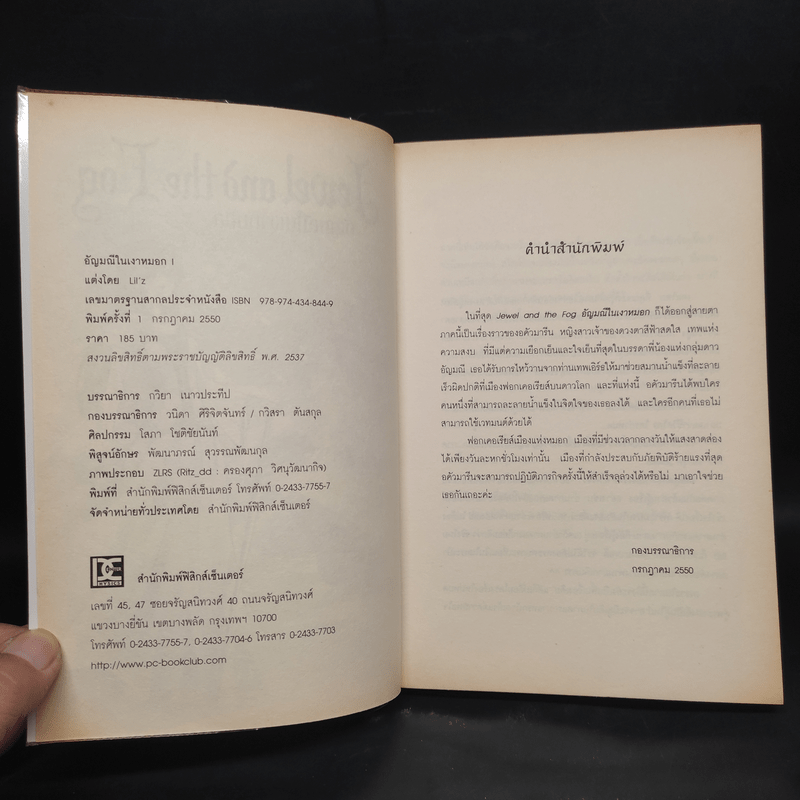 อัญมณีในเงาหมอก I
แต่งโดย Lil'z
เลขมาตรฐานสากลประจำหนังสือ ISBN 978-974-434-844-9
พิมพ์ครั้งที่ 1 กรกฎาคม 2550
ราคา 185 บาท
สงวนลิขสิทธิ์ตามพระราชบัญญัติลิขสิทธิ์ พ.ศ. 2537
บรรณาธิการ กวิยา เนาวประทีป
กองบรรณาธิการ วนิดา ศิริจิตจันทร์ / กวิสรา ตันสกุล
ศิลปกรรม โสภา โชติชัยนันท์
พิสูจน์อักษร พัฒนาภรณ์ สุวรรณพัฒนกุล
ภาพประกอบ ZLRS (Ritz_dd : ครองศุภา วิศนุวัฒนากิจ)
พิมพ์ที่ สำนักพิมพ์ฟิสิกส์เซ็นเตอร์ โทรศัพท์ 0-2433-7755-7
จัดจำหน่ายทั่วประเทศโดย สำนักพิมพ์ฟิสิกส์เซ็นเตอร์
สำนักพิมพ์ฟิสิกส์เซ็นเตอร์
เลขที่ 45, 47 ซอยจรัญสนิทวงศ์ 40 ถนนจรัญสนิทวงศ์
แขวงบางยี่ขัน เขตบางพลัด กรุงเทพฯ 10700
โทรศัพท์ 0-2433-7755-7, 0-2433-7704-6 โทรสาร 0-2433-7703
http://www.pc-bookclub.com
คำนำสำนักพิมพ์
ในที่สุด Jewel and the Fog อัญมณีในเงาหมอก ก็ได้ออกสู่สายตา
ภาคนี้เป็นเรื่องราวของอคัวมารีน หญิงสาวเจ้าของดวงตาสีฟ้าสดใส เทพแห่ง
ความสงบ ที่มีแต่ความเยือกเย็นและใจเย็นที่สุดในบรรดาพี่น้องแห่งกลุ่มดาว
อัญมณี เธอได้รับการไหว้วานจากท่านเทพเอิร์ธให้มาช่วยสมานน้ำแข็งที่ละลาย
เร็วผิดปกติที่เมืองฟอกเคอเรียส์บนดาวโลก และที่แห่งนี้ อคัวมารีนได้พบใคร
คนหนึ่งที่สามารถละลายน้ำแข็งในจิตใจของเธอลงได้ และใครอีกคนที่เธอไม่
สามารถใช้เวทมนต์ด้วยได้
ฟอกเคอเรียส์เมืองแห่งหมอก เมืองที่มีช่วงเวลากลางวันให้แสงสาดส่อง
ได้เพียงวันละหกชั่วโมงเท่านั้น เมืองที่กำลังประสบกับภัยพิบัติร้ายแรงที่สุด
อคัวมารีนจะสามารถปฏิบัติภารกิจครั้งนี้ให้สำเร็จลุล่วงได้หรือไม่ มาเอาใจช่วย
เธอกันเถอะค่ะ
กองบรรณาธิการ
กรกฎาคม 2550